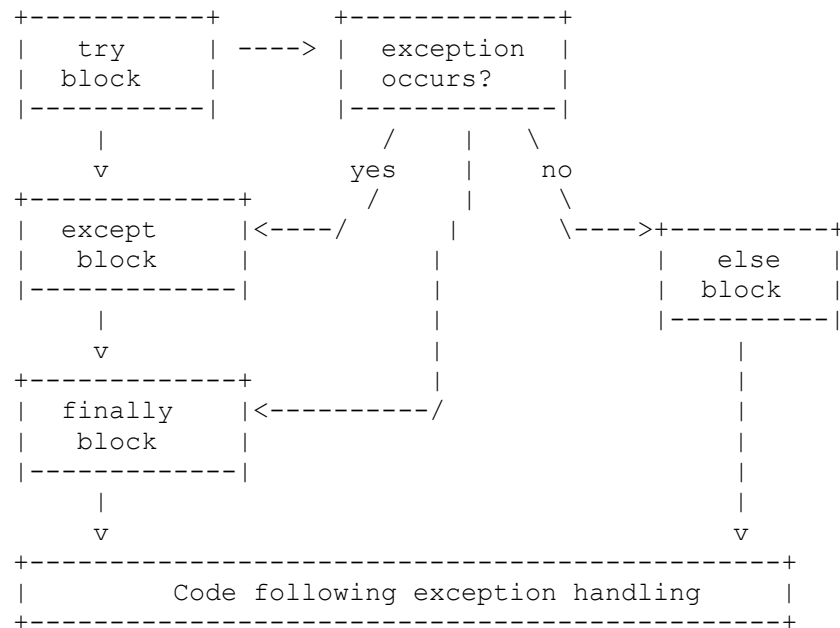 try
block
exception
occurs?
yes
no
except
block
else
block
finally
block
Code following exception handling